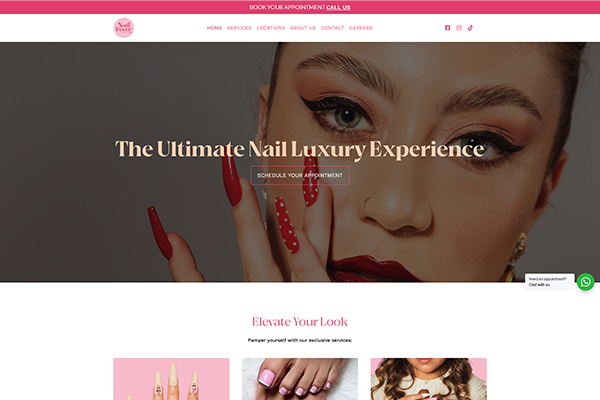 BOOK YOUR APPOINTMENT CALL US
Nail Fever
HOME SERVICES LOCATIONS ABOUT US CONTACT CAREERS
The Ultimate Nail Luxury Experience
SCHEDULE YOUR APPOINTMENT
Need an appointment?
Chat with us
Elevate Your Look
Pamper yourself with our exclusive services: